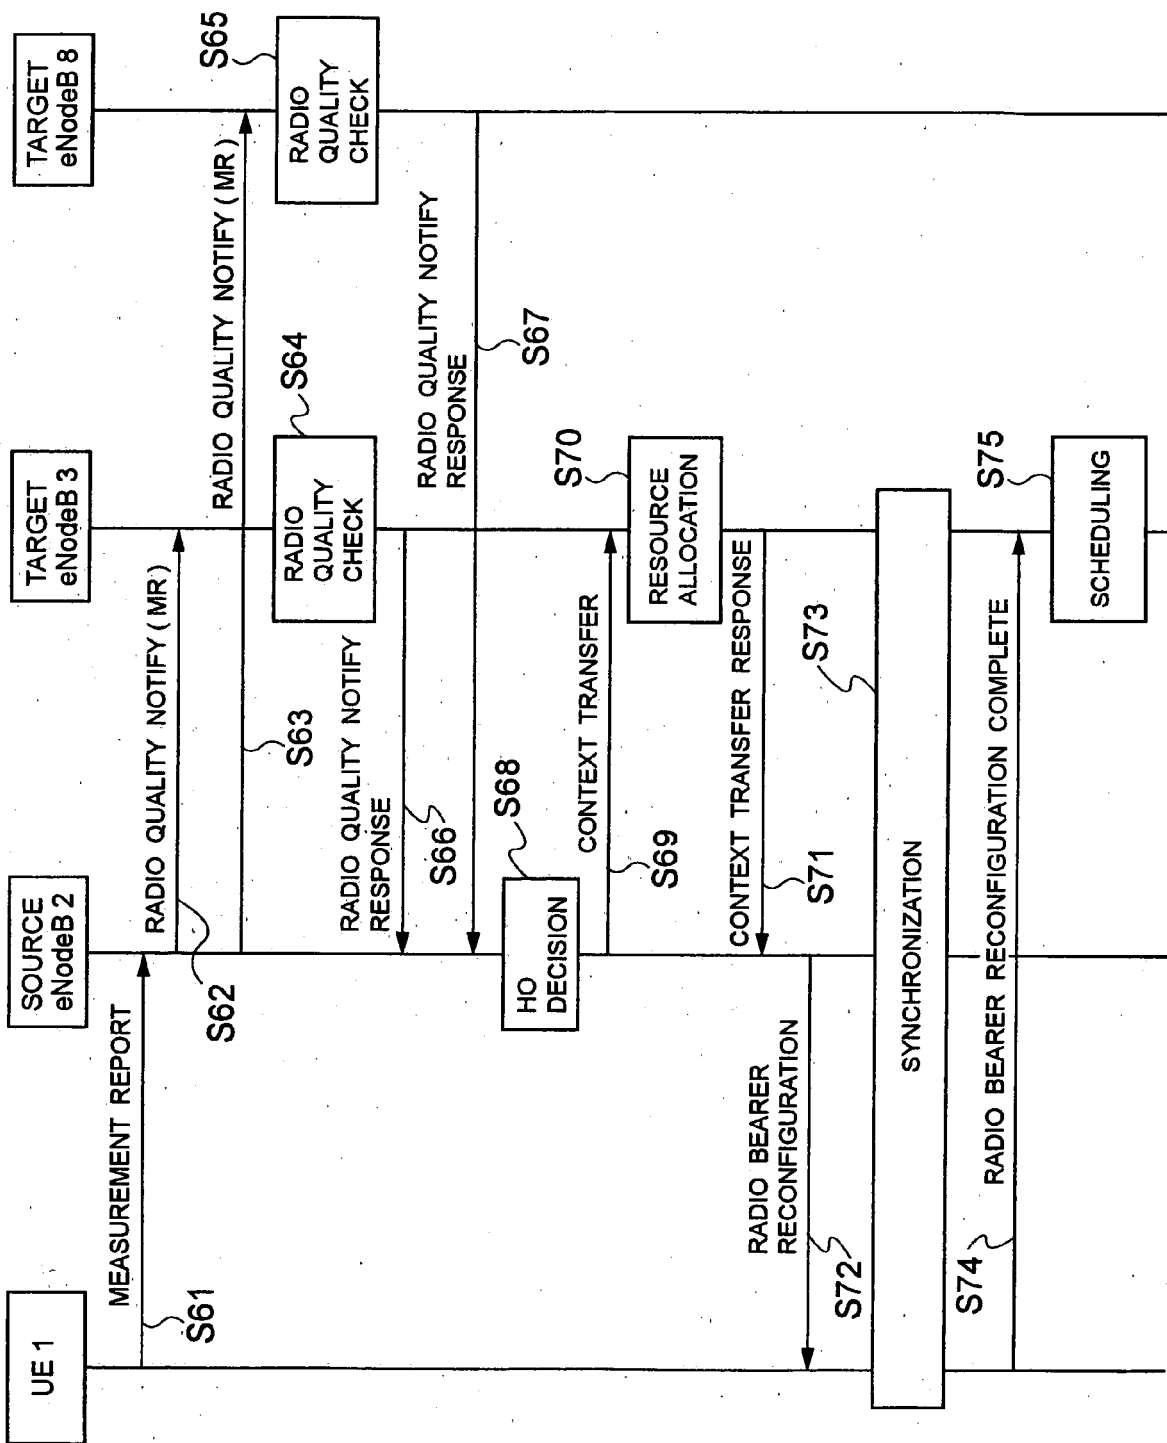 UE 1
SOURCE
eNodeB 2
TARGET
eNodeB 3
TARGET
eNodeB 8
MEASUREMENT REPORT
S61
RADIO QUALITY NOTIFY (MR)
S62
RADIO QUALITY NOTIFY (MR)
S63
RADIO
QUALITY
CHECK
S64
RADIO
QUALITY
CHECK
S65
RADIO QUALITY NOTIFY
RESPONSE
S66
RADIO QUALITY NOTIFY
RESPONSE
S67
HO
DECISION
S68
CONTEXT TRANSFER
S69
RESOURCE
ALLOCATION
S70
CONTEXT TRANSFER RESPONSE
S71
RADIO BEARER
RECONFIGURATION
S72
SYNCHRONIZATION
S73
RADIO BEARER RECONFIGURATION COMPLETE
S74
SCHEDULING
S75